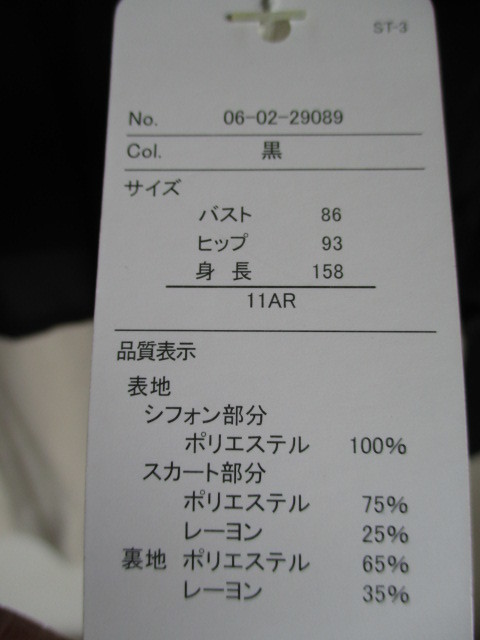 ST-3
No. 06-02-29089
Col. 黒
サイズ
バスト 86
ヒップ 93
身 長 158
11AR
品質表示
表地
シフォン部分
ポリエステル 100%
スカート部分
ポリエステル 75%
レーヨン 25%
裏地 ポリエステル 65%
レーヨン 35%